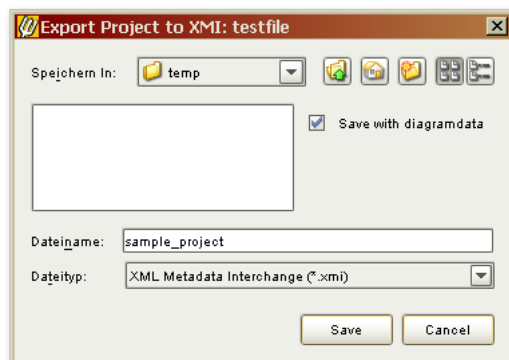 Export Project to XMI: testfile
Speichern In: temp
Save with diagramdata
Dateiname: sample_project
Dateityp: XML Metadata Interchange (*.xmi)
Save Cancel